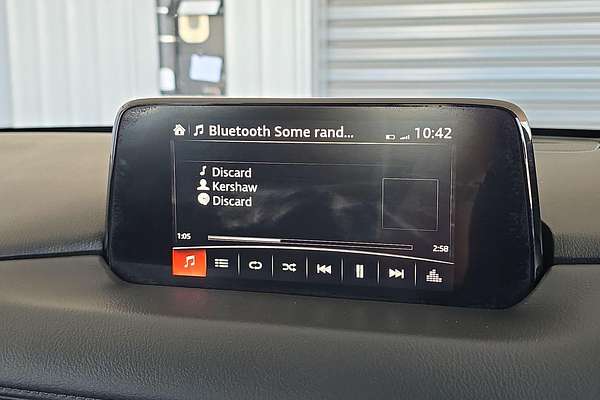 Bluetooth Some rand... 10:42
Discard
Kershaw
Discard
1:05 2:58